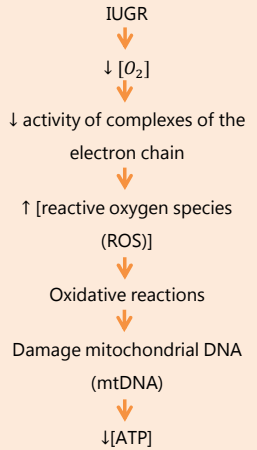 IUGR
↓ [O₂]
↓ activity of complexes of the
electron chain
↑ [reactive oxygen species
(ROS)]
Oxidative reactions
Damage mitochondrial DNA
(mtDNA)
↓[ATP]